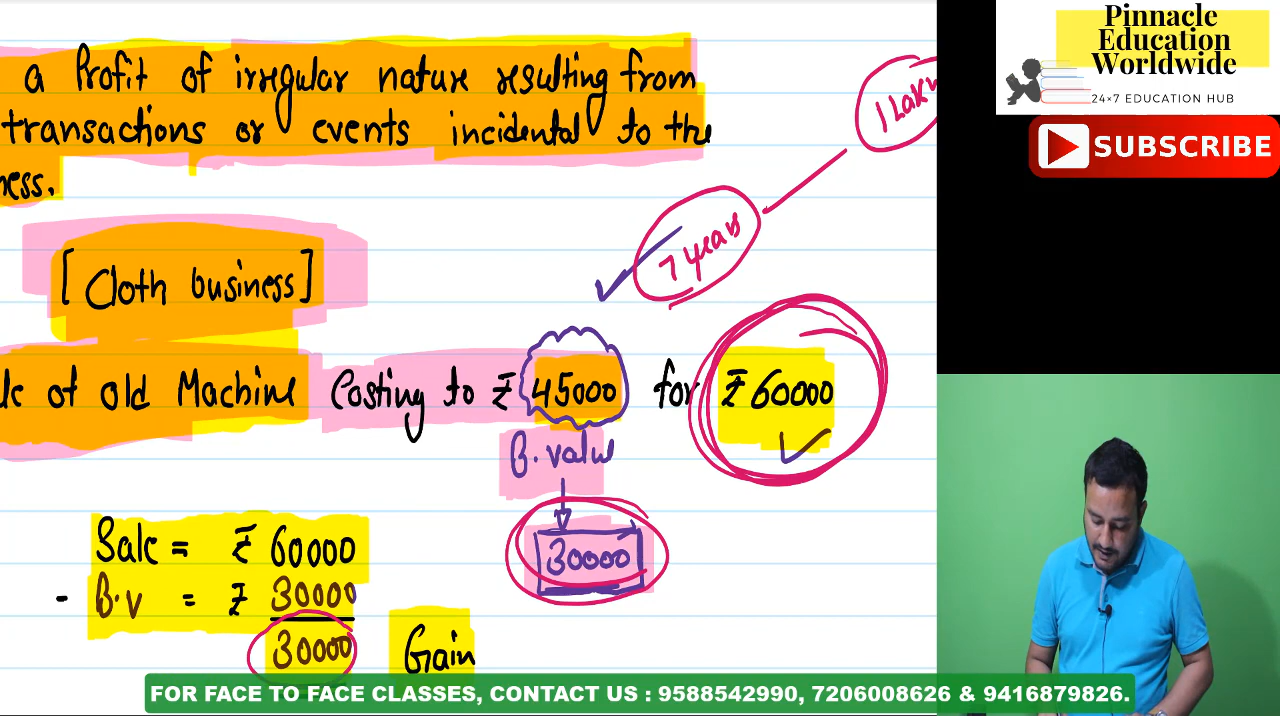 a Profit of irregular nature resulting from
transactions or events incidental to the
ness.
1 Lakh
7 years
[Cloth business]
le of Old Machine Costing to ₹ 45000 for ₹ 60000
B. value
30000
Sale = ₹ 60000
- B.V = ₹ 30000
30000 Gain
Pinnacle
Education
Worldwide
24×7 EDUCATION HUB
SUBSCRIBE
FOR FACE TO FACE CLASSES, CONTACT US : 9588542990, 7206008626 & 9416879826.